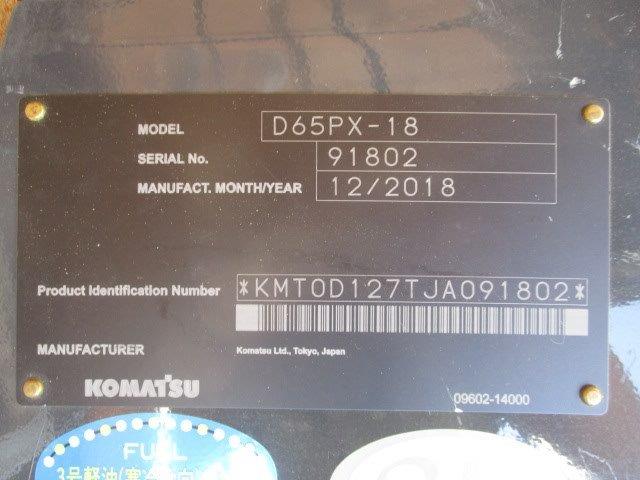 MODEL D65PX-18
SERIAL No. 91802
MANUFACT. MONTH/YEAR 12/2018
Product Identification Number *KMT0D127TJA091802*
MANUFACTURER Komatsu Ltd., Tokyo, Japan
KOMATSU 09602-14000
FUEL
3号軽油